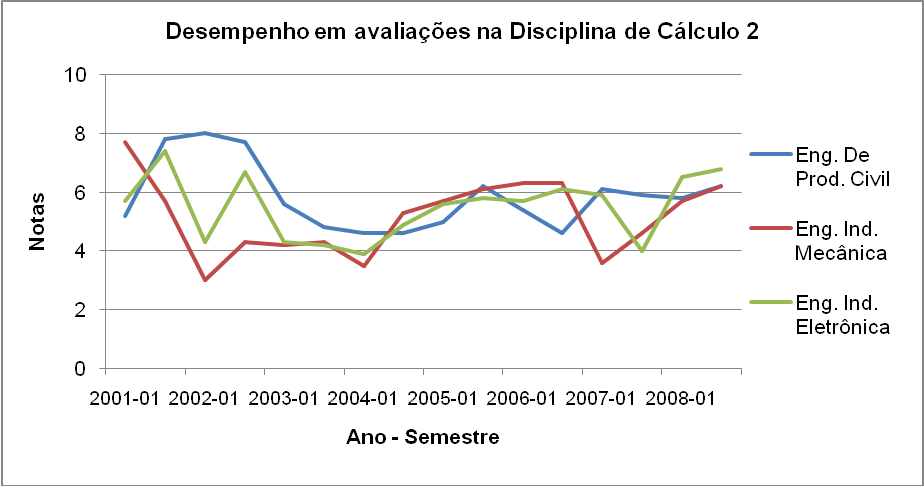 Desempenho em avaliações na Disciplina de Cálculo 2
10
8
6
4
2
0
Notas
2001-01 2002-01 2003-01 2004-01 2005-01 2006-01 2007-01 2008-01
Ano - Semestre
Eng. De
Prod. Civil
Eng. Ind.
Mecânica
Eng. Ind.
Eletrônica